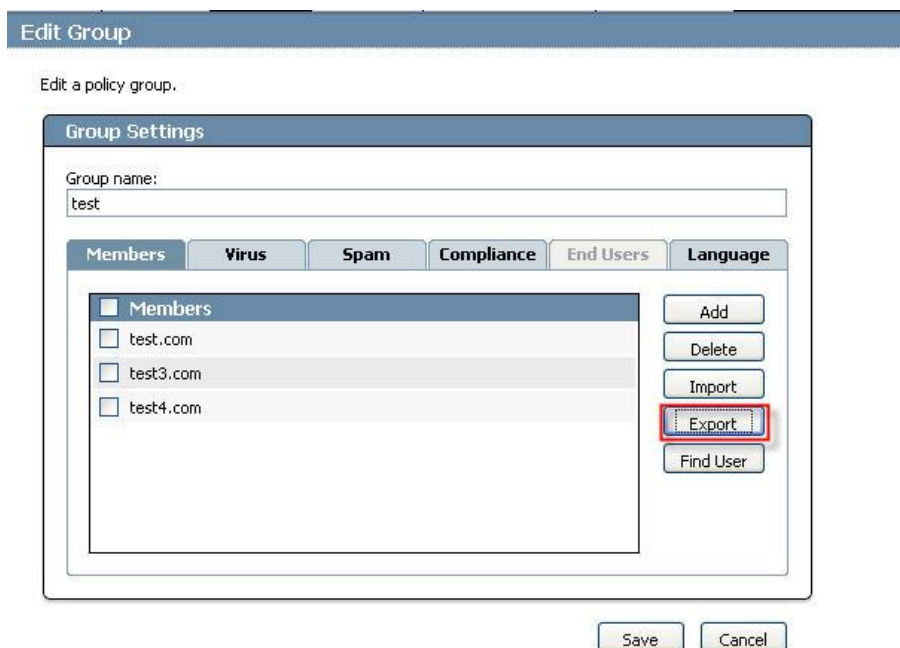 Edit Group
Edit a policy group.
Group Settings
Group name:
test
Members Virus Spam Compliance End Users Language
Members
test.com
test3.com
test4.com
Add
Delete
Import
Export
Find User
Save Cancel